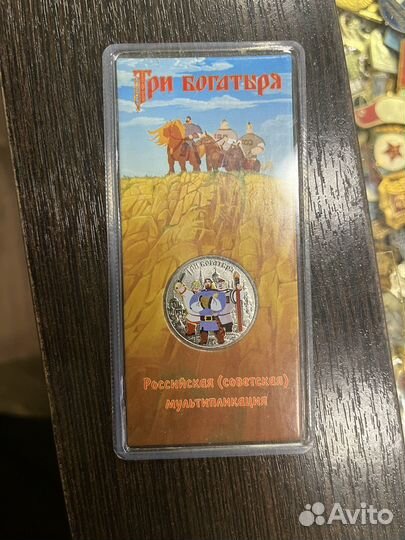 Три богатыря
ТРИ БОГАТЫРЯ
Российская (советская)
мультипликация
Avito